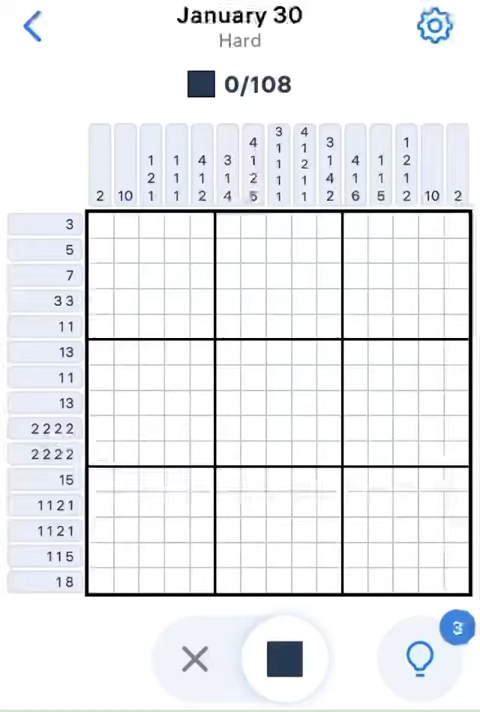 January 30
Hard
0/108
3 4
4 1 1 3 1
1 1 4 3 1 1 2 1 4 1 2
2 1 1 1 2 1 1 4 1 1 1
2 10 1 1 2 4 5 1 1 2 6 5 2 10 2
3
5
7
3 3
11
13
11
13
2 2 2 2
2 2 2 2
15
1 1 2 1
1 1 2 1
1 1 5
1 8
3